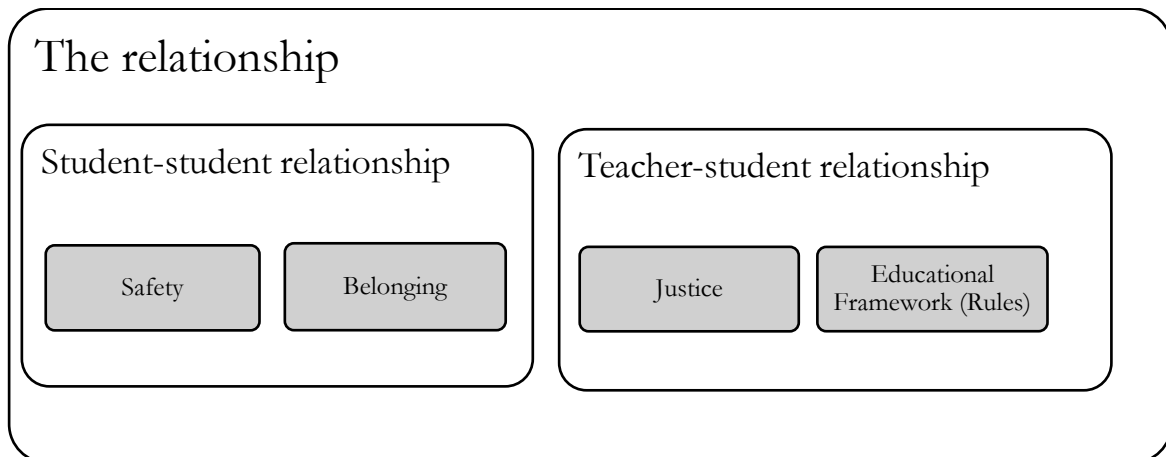 The relationship
Student-student relationship
Teacher-student relationship
Safety
Belonging
Justice
Educational
Framework (Rules)